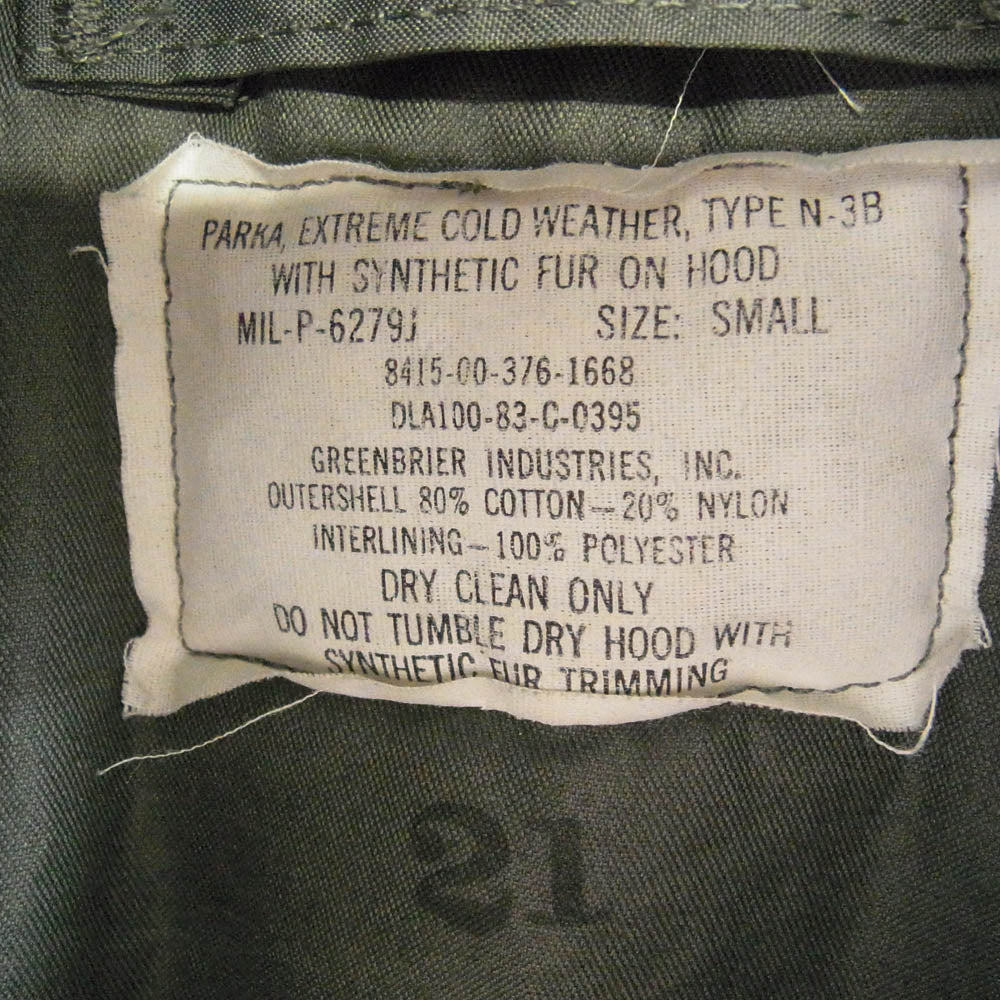 PARKA, EXTREME COLD WEATHER, TYPE N-3B
WITH SYNTHETIC FUR ON HOOD
MIL-P-6279J SIZE: SMALL
8415-00-376-1668
DLA100-83-C-0395
GREENBRIER INDUSTRIES, INC.
OUTERSHELL 80% COTTON—20% NYLON
INTERLINING—100% POLYESTER
DRY CLEAN ONLY
DO NOT TUMBLE DRY HOOD WITH
SYNTHETIC FUR TRIMMING
21